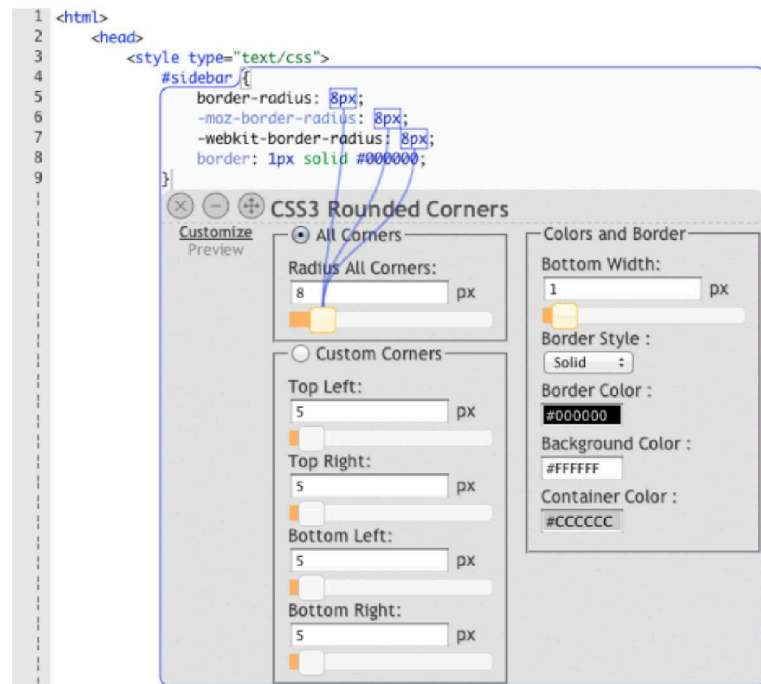 1 <html>
2 <head>
3 <style type="text/css">
4 #sidebar {
5 border-radius: 8px;
6 -moz-border-radius: 8px;
7 -webkit-border-radius: 8px;
8 border: 1px solid #000000;
9 }
CSS3 Rounded Corners
Customize
Preview
All Corners
Radius All Corners:
8 px
Custom Corners
Top Left:
5 px
Top Right:
5 px
Bottom Left:
5 px
Bottom Right:
5 px
Colors and Border
Bottom Width:
1 px
Border Style :
Solid
Border Color :
#000000
Background Color :
#FFFFFF
Container Color :
#CCCCCC